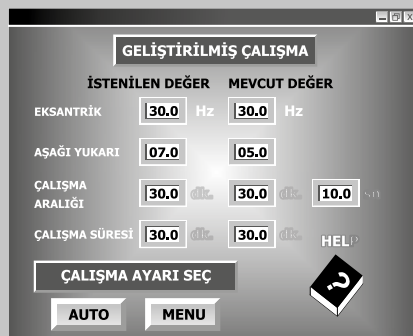 GELİŞTİRİLMİŞ ÇALIŞMA
İSTENİLEN DEĞER MEVCUT DEĞER
EKSANTRİK 30.0 Hz 30.0 Hz
AŞAĞI YUKARI 07.0 05.0
ÇALIŞMA
ARALIĞI 30.0 dk. 30.0 dk. 10.0 sn
ÇALIŞMA SÜRESİ 30.0 dk. 30.0 dk.
HELP
?
ÇALIŞMA AYARI SEÇ
AUTO MENU